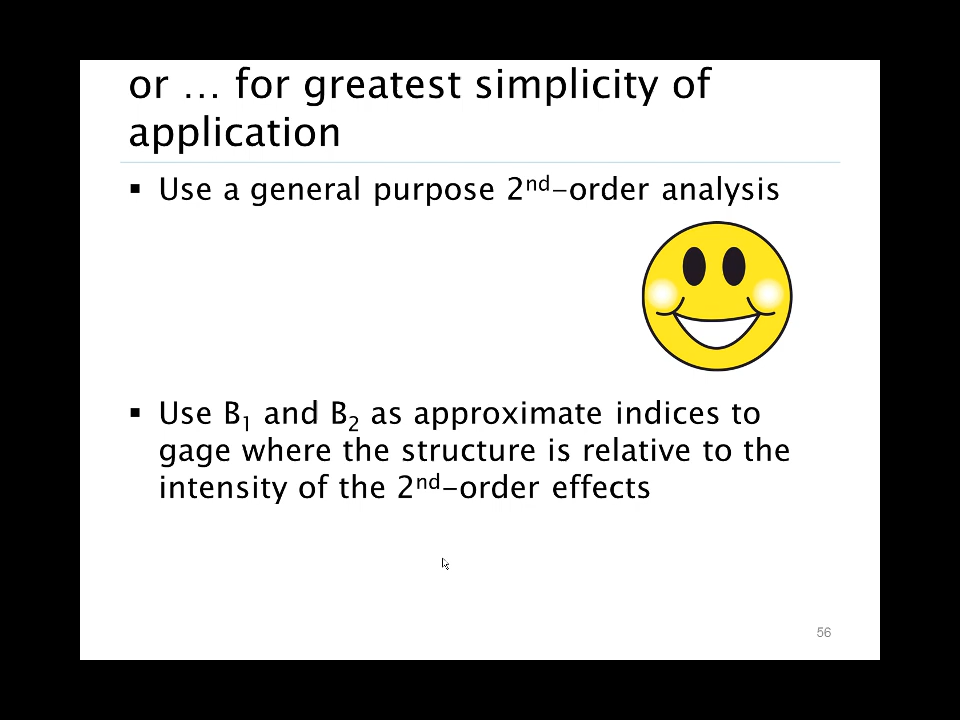 or … for greatest simplicity of
application
▪ Use a general purpose 2nd-order analysis
▪ Use B1 and B2 as approximate indices to
gage where the structure is relative to the
intensity of the 2nd-order effects
56